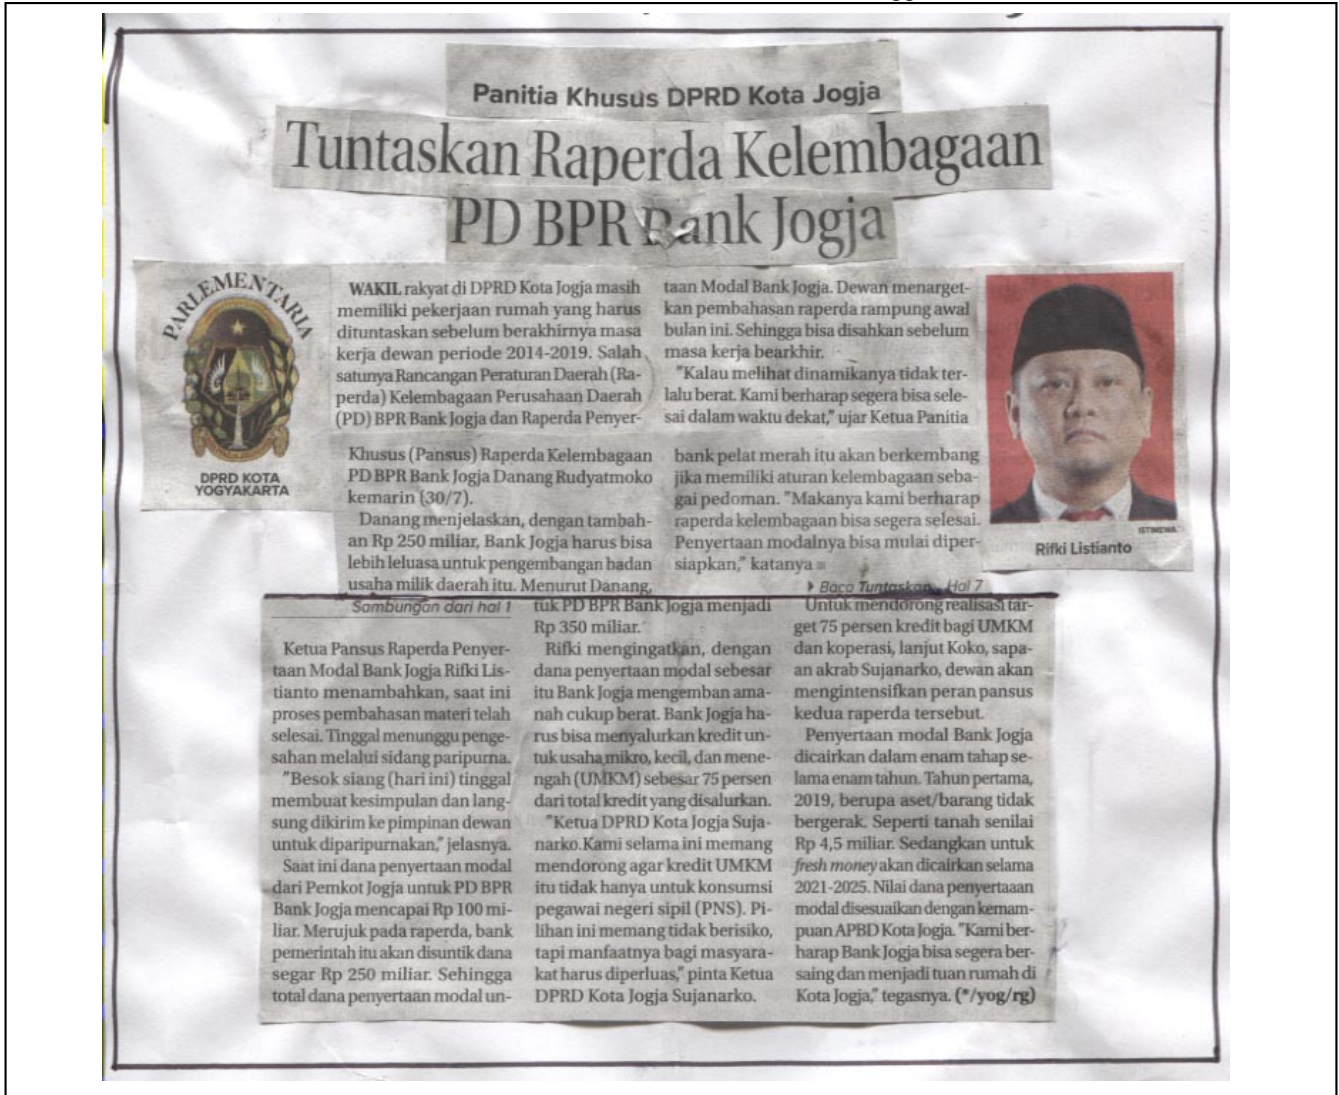 Panitia Khusus DPRD Kota Jogja
Tuntaskan Raperda Kelembagaan
PD BPR Bank Jogja
PARLEMENTARIA
DPRD KOTA
YOGYAKARTA
WAKIL rakyat di DPRD Kota Jogja masih
memiliki pekerjaan rumah yang harus
dituntaskan sebelum berakhirnya masa
kerja dewan periode 2014-2019. Salah
satunya Rancangan Peraturan Daerah (Ra-
perda) Kelembagaan Perusahaan Daerah
(PD) BPR Bank Jogja dan Raperda Penyer-
taan Modal Bank Jogja. Dewan menarget-
kan pembahasan raperda rampung awal
bulan ini. Sehingga bisa disahkan sebelum
masa kerja bearkhir.
"Kalau melihat dinamikanya tidak ter-
lalu berat. Kami berharap segera bisa sele-
sai dalam waktu dekat," ujar Ketua Panitia
Khusus (Pansus) Raperda Kelembagaan
PD BPR Bank Jogja Danang Rudyatmoko
kemarin (30/7).
Danang menjelaskan, dengan tambah-
an Rp 250 miliar, Bank Jogja harus bisa
lebih leluasa untuk pengembangan badan
usaha milik daerah itu. Menurut Danang,
bank pelat merah itu akan berkembang
jika memiliki aturan kelembagaan seba-
gai pedoman. "Makanya kami berharap
raperda kelembagaan bisa segera selesai.
Penyertaan modalnya bisa mulai diper-
siapkan," katanya
Baca Tuntaskan... Hal 7
ISTIMEWA
Rifki Listianto
Sambungan dari hal 1
Ketua Pansus Raperda Penyer-
taan Modal Bank Jogja Rifki Lis-
tianto menambahkan, saat ini
proses pembahasan materi telah
selesai. Tinggal menunggu penge-
sahan melalui sidang paripurna.
"Besok siang (hari ini) tinggal
membuat kesimpulan dan lang-
sung dikirim ke pimpinan dewan
untuk diparipurnakan," jelasnya.
Saat ini dana penyertaan modal
dari Pemkot Jogja untuk PD BPR
Bank Jogja mencapai Rp 100 mi-
liar. Merujuk pada raperda, bank
pemerintah itu akan disuntik dana
segar Rp 250 miliar. Sehingga
total dana penyertaan modal un-
tuk PD BPR Bank Jogja menjadi
Rp 350 miliar.
Rifki mengingatkan, dengan
dana penyertaan modal sebesar
itu Bank Jogja mengemban ama-
nah cukup berat. Bank Jogja ha-
rus bisa menyalurkan kredit un-
tuk usaha mikro, kecil, dan mene-
ngah (UMKM) sebesar 75 persen
dari total kredit yang disalurkan.
"Ketua DPRD Kota Jogja Suja-
narko.Kami selama ini memang
mendorong agar kredit UMKM
itu tidak hanya untuk konsumsi
pegawai negeri sipil (PNS). Pi-
lihan ini memang tidak berisiko,
tapi manfaatnya bagi masyara-
kat harus diperluas," pinta Ketua
DPRD Kota Jogja Sujanarko.
Untuk mendorong realisasi tar-
get 75 persen kredit bagi UMKM
dan koperasi, lanjut Koko, sapa-
an akrab Sujanarko, dewan akan
mengintensifkan peran pansus
kedua raperda tersebut.
Penyertaan modal Bank Jogja
dicairkan dalam enam tahap se-
lama enam tahun. Tahun pertama,
2019, berupa aset/barang tidak
bergerak. Seperti tanah senilai
Rp 4,5 miliar. Sedangkan untuk
fresh money akan dicairkan selama
2021-2025. Nilai dana penyertaaan
modal disesuaikan dengan kemam-
puan APBD Kota Jogja. "Kami ber-
harap Bank Jogja bisa segera ber-
saing dan menjadi tuan rumah di
Kota Jogja," tegasnya. (*/yog/rg)